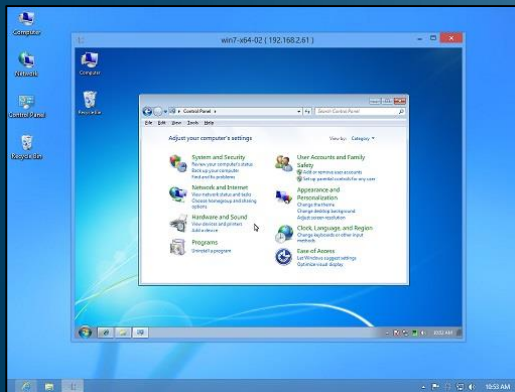 Computer
Network
Control Panel
Recycle Bin
win7-x64-02 ( 192.168.2.61 )
Computer
Recycle Bin
Control Panel
Search Control Panel
File Edit View Tools Help
Adjust your computer's settings
View by: Category
System and Security
Review your computer's status
Back up your computer
Find and fix problems
Network and Internet
View network status and tasks
Choose homegroup and sharing
options
Hardware and Sound
View devices and printers
Add a device
Programs
Uninstall a program
User Accounts and Family
Safety
Add or remove user accounts
Set up parental controls for any user
Appearance and
Personalization
Change the theme
Change desktop background
Adjust screen resolution
Clock, Language, and Region
Change keyboards or other input
methods
Ease of Access
Let Windows suggest settings
Optimize visual display
10:53 AM